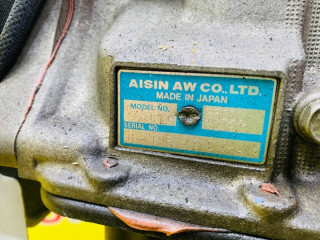 AISIN AW CO., LTD.
MADE IN JAPAN
MODEL NO.
SERIAL NO.